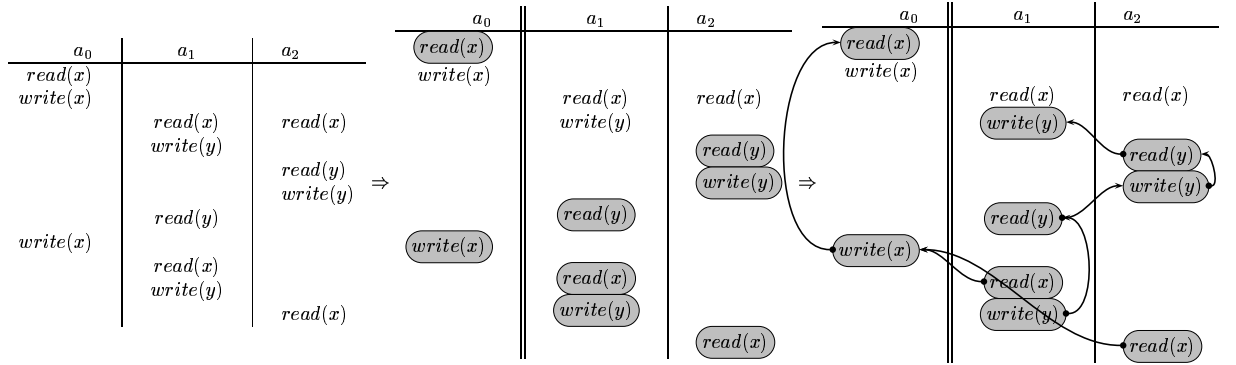 a0 a1 a2
read(x)
write(x)
read(x) read(x)
write(y)
read(y)
write(y)
read(y)
write(x)
read(x)
write(y)
read(x)
⇒
a0 a1 a2
read(x)
write(x)
read(x) read(x)
write(y)
read(y)
write(y)
read(y)
write(x)
read(x)
write(y)
read(x)
⇒
a0 a1 a2
read(x)
write(x)
read(x) read(x)
write(y)
read(y)
write(y)
read(y)
write(x)
read(x)
write(y)
read(x)